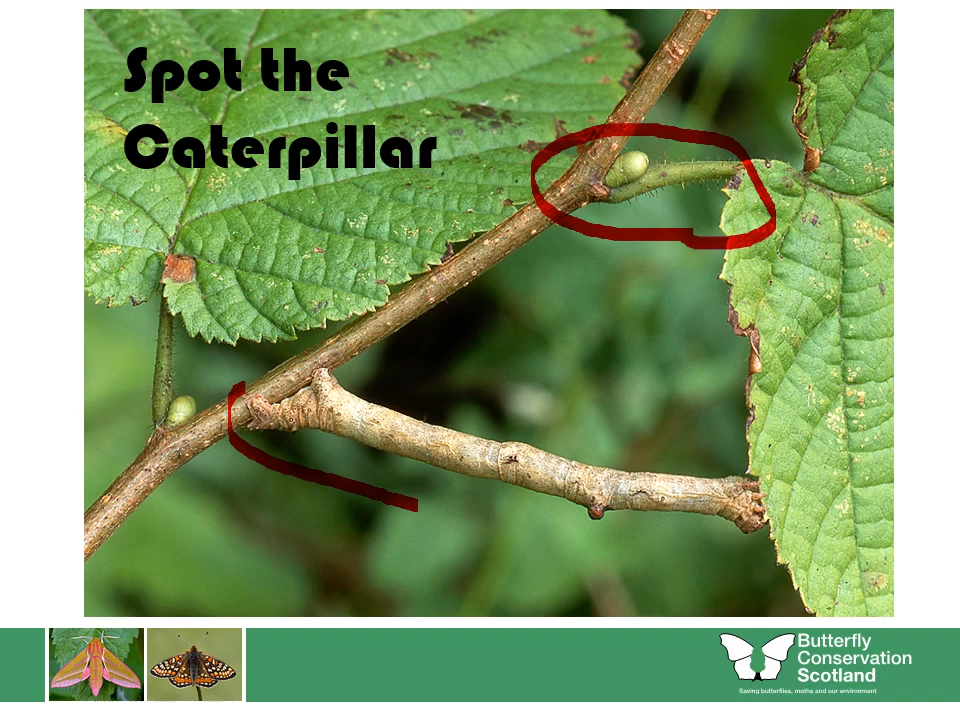 Spot the
Caterpillar
Butterfly
Conservation
Scotland
Saving butterflies, moths and our environment